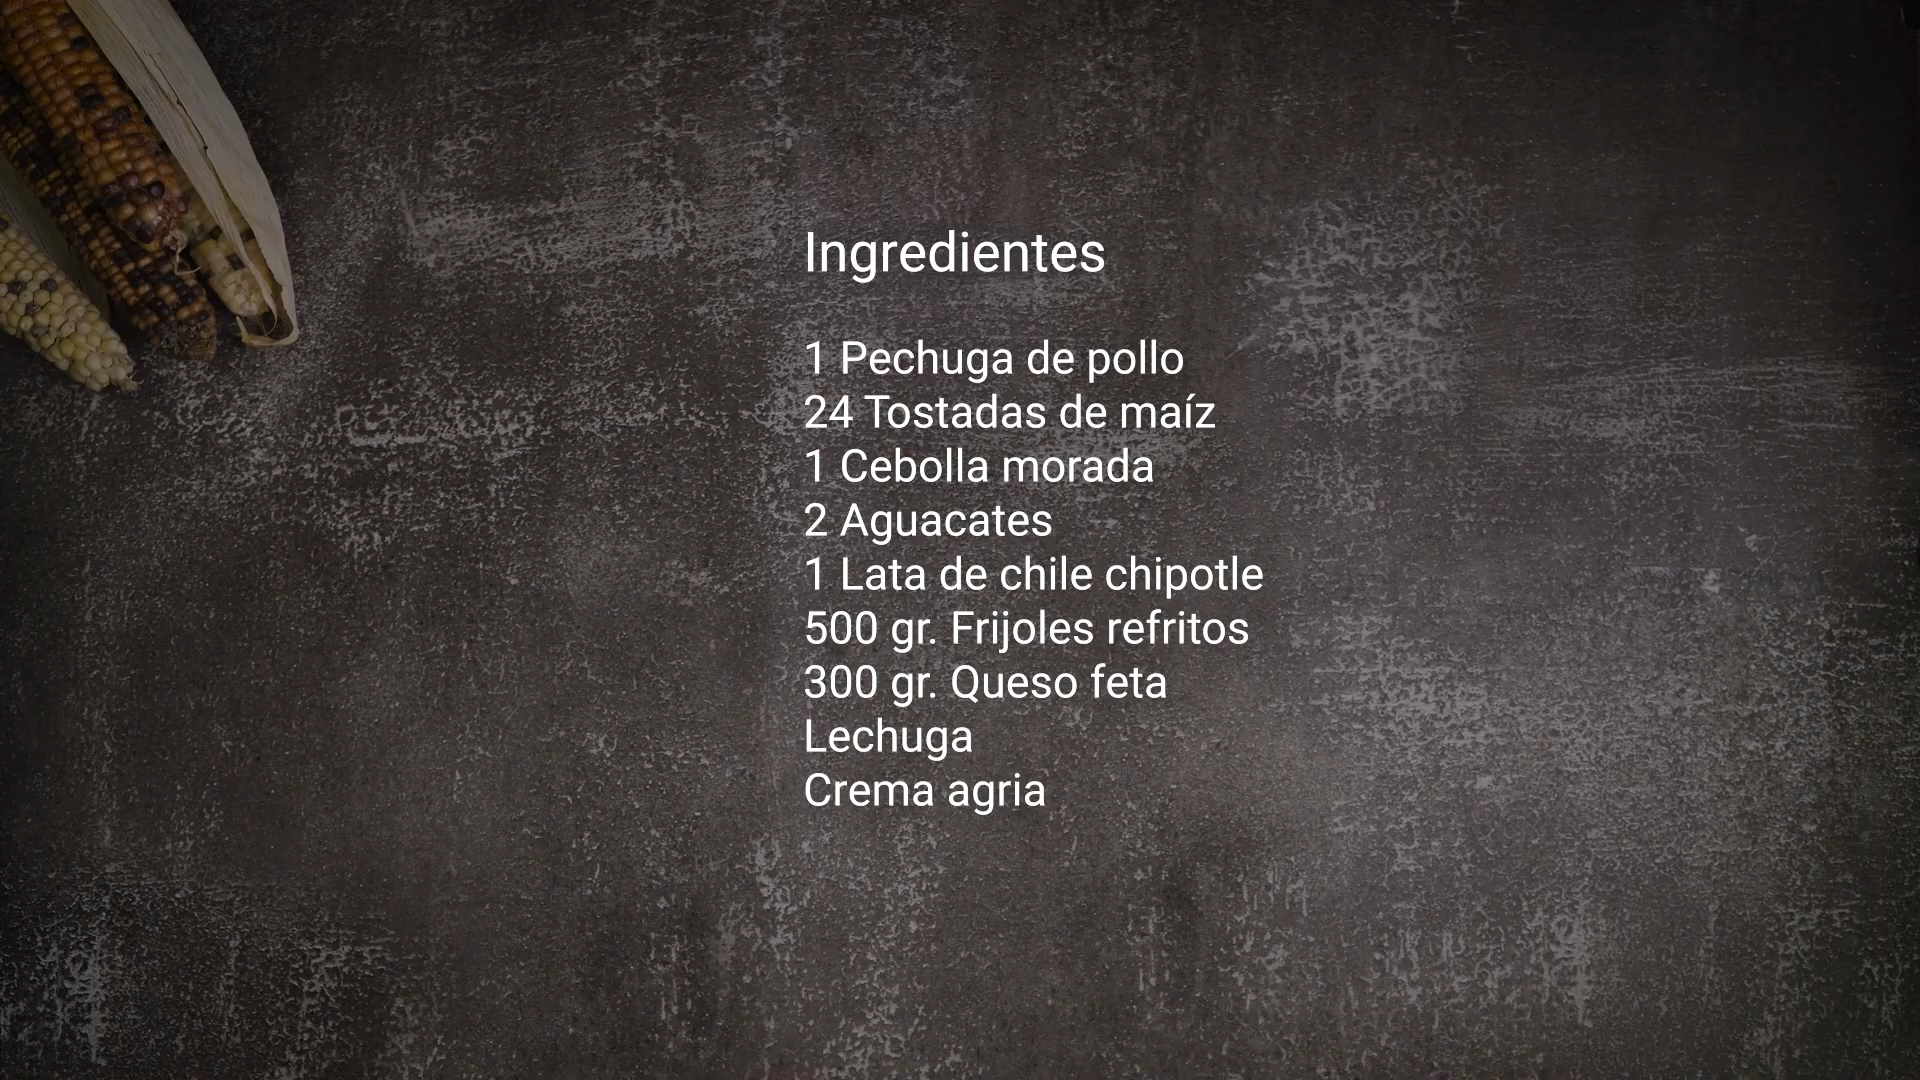 Ingredientes
1 Pechuga de pollo
24 Tostadas de maíz
1 Cebolla morada
2 Aguacates
1 Lata de chile chipotle
500 gr. Frijoles refritos
300 gr. Queso feta
Lechuga
Crema agria